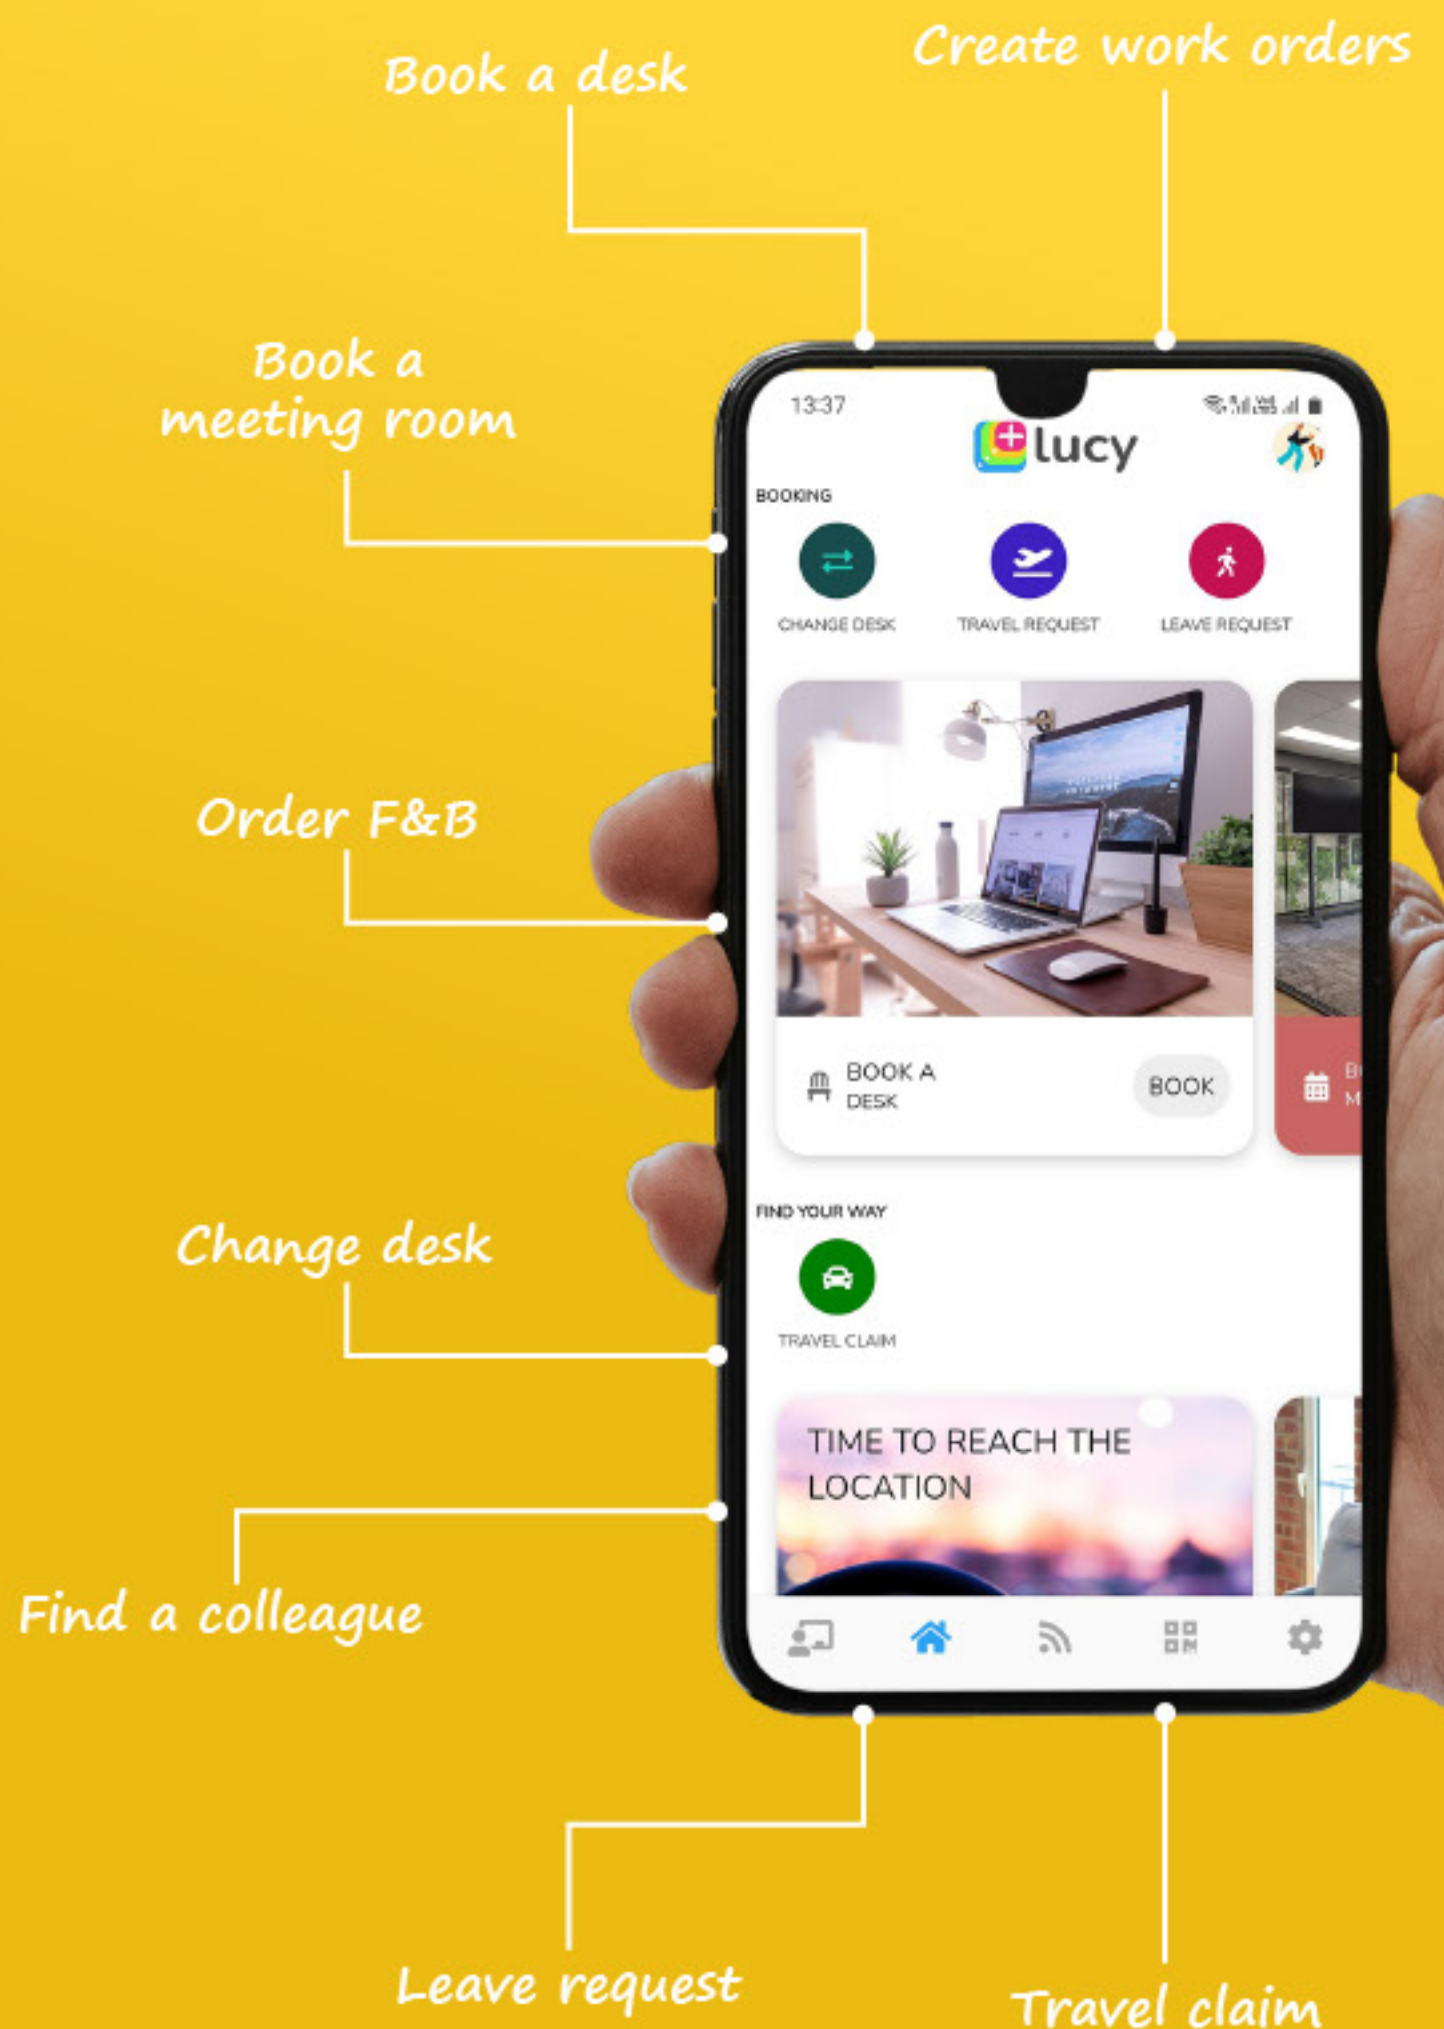 Create work orders
Book a desk
Book a
meeting room
Order F&B
Change desk
Find a colleague
Leave request
Travel claim
13:37
lucy
BOOKING
CHANGE DESK
TRAVEL REQUEST
LEAVE REQUEST
BOOK A
DESK
BOOK
FIND YOUR WAY
TRAVEL CLAIM
TIME TO REACH THE
LOCATION